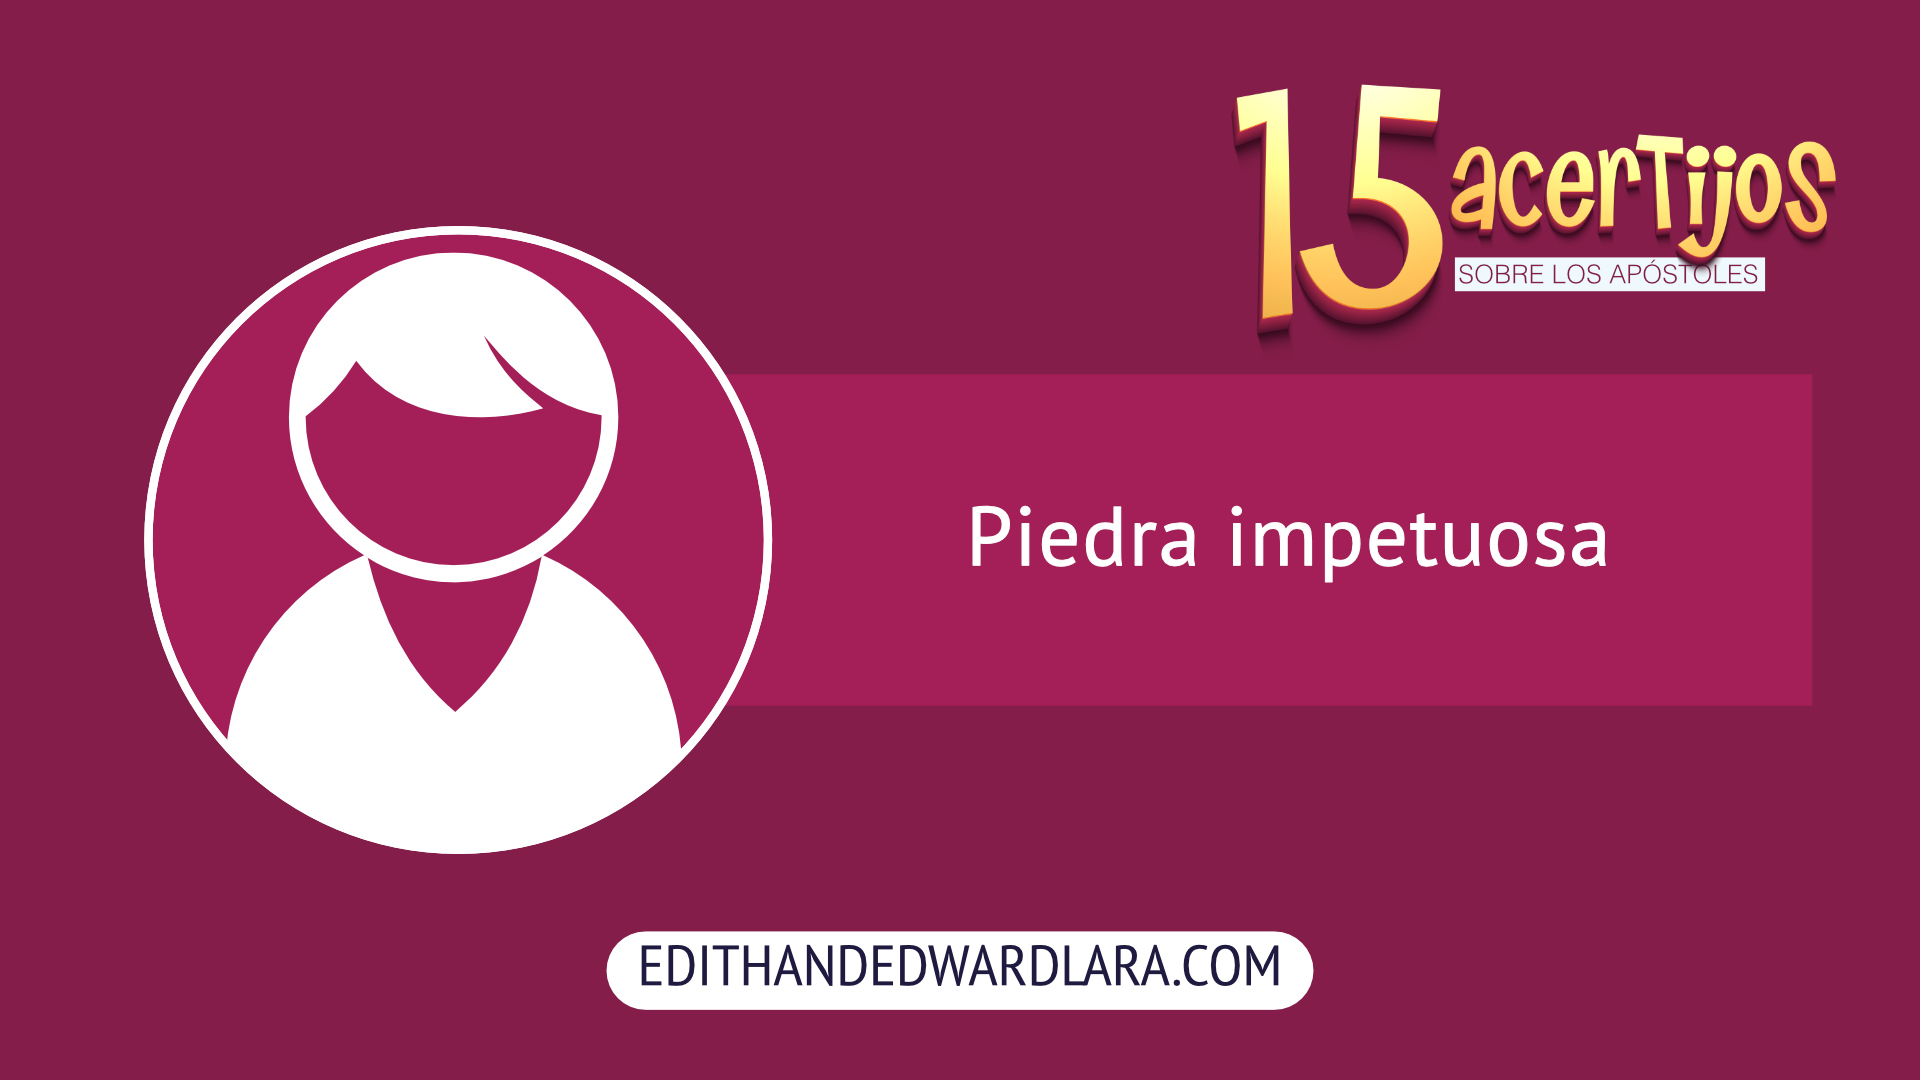 15 acerTijos
SOBRE LOS APÓSTOLES
Piedra impetuosa
EDITHANDEDWARDLARA.COM